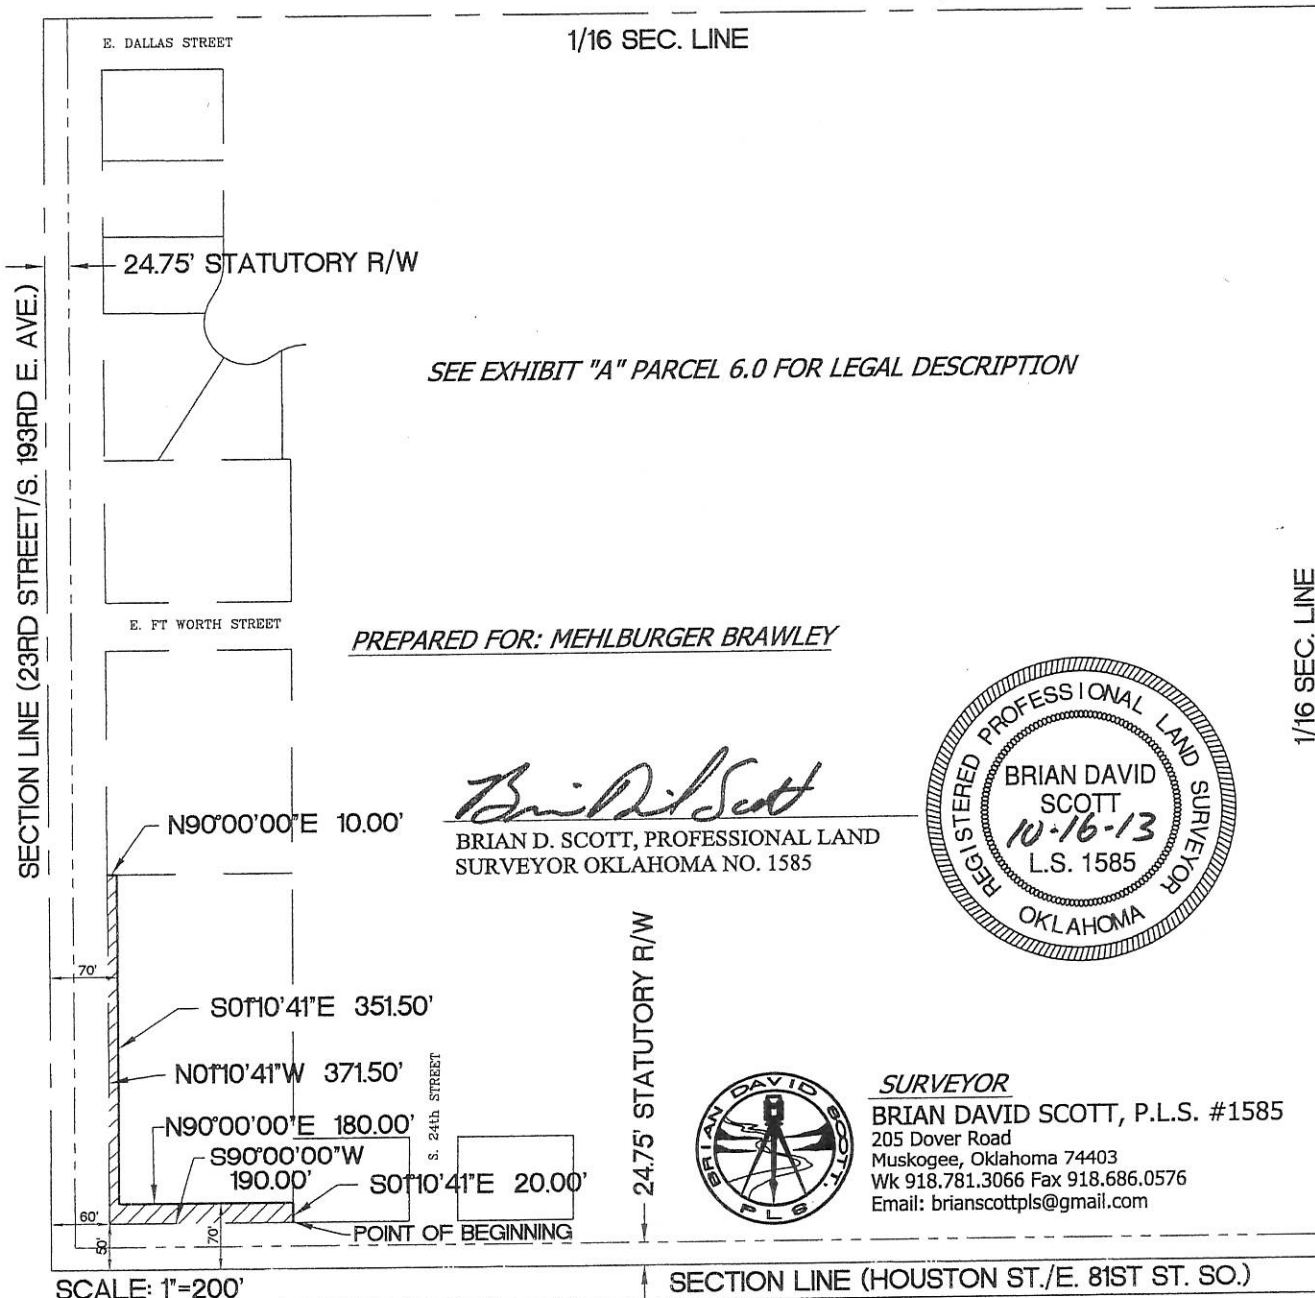 E. DALLAS STREET
1/16 SEC. LINE
24.75' STATUTORY R/W
SECTION LINE (23RD STREET/S. 193RD E. AVE.)
SEE EXHIBIT "A" PARCEL 6.0 FOR LEGAL DESCRIPTION
E. FT WORTH STREET
PREPARED FOR: MEHLBURGER BRAWLEY
1/16 SEC. LINE
Brian David Scott
BRIAN D. SCOTT, PROFESSIONAL LAND
SURVEYOR OKLAHOMA NO. 1585
REGISTERED PROFESSIONAL LAND SURVEYOR
BRIAN DAVID
SCOTT
10-16-13
L.S. 1585
OKLAHOMA
N90°00'00"E 10.00'
70'
S01°10'41"E 351.50'
N01°10'41"W 371.50'
N90°00'00"E 180.00'
S90°00'00"W
190.00'
S01°10'41"E 20.00'
S. 24th STREET
POINT OF BEGINNING
60'
50'
70'
24.75' STATUTORY R/W
BRIAN DAVID SCOTT
PLS
SURVEYOR
BRIAN DAVID SCOTT, P.L.S. #1585
205 Dover Road
Muskogee, Oklahoma 74403
Wk 918.781.3066 Fax 918.686.0576
Email: brianscottpls@gmail.com
SCALE: 1"=200'
SECTION LINE (HOUSTON ST./E. 81ST ST. SO.)